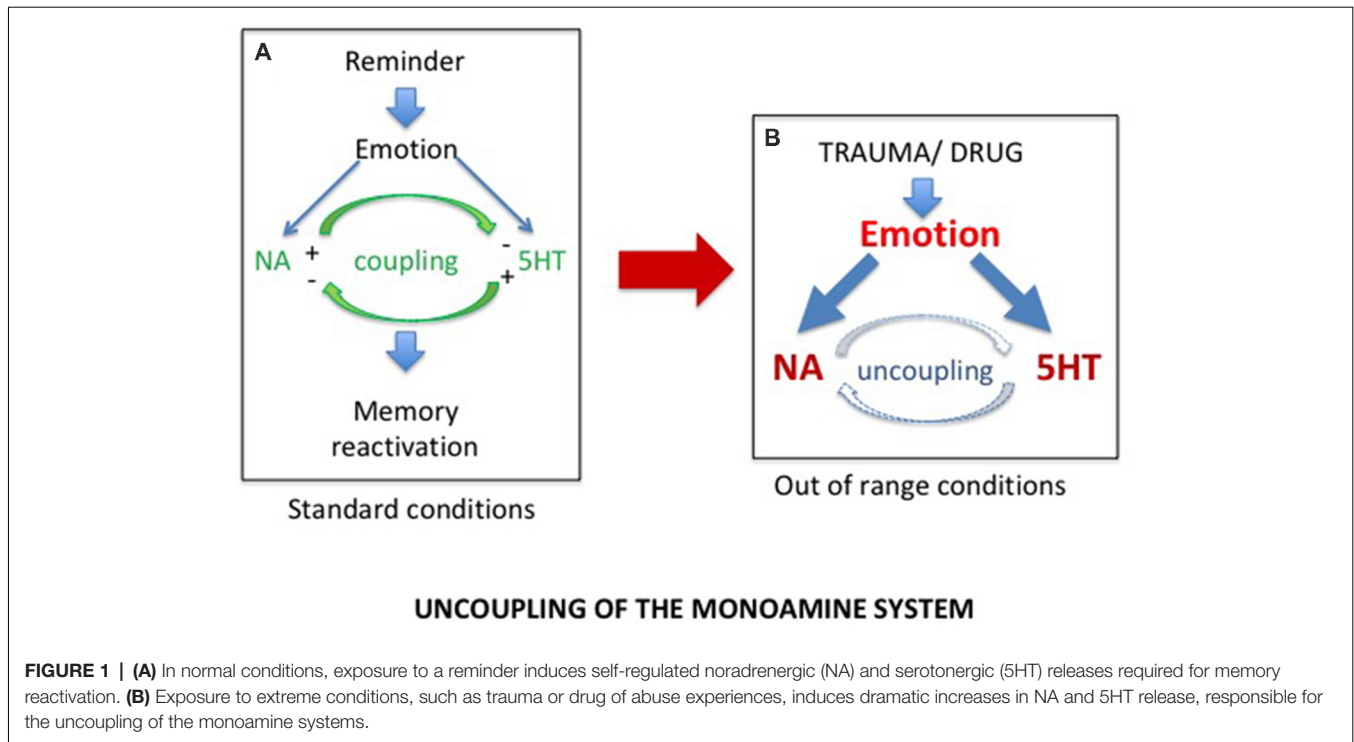 A
Reminder
Emotion
NA + coupling - 5HT
- +
Memory
reactivation
Standard conditions
B
TRAUMA/ DRUG
Emotion
NA uncoupling 5HT
Out of range conditions
UNCOUPLING OF THE MONOAMINE SYSTEM
FIGURE 1 | (A) In normal conditions, exposure to a reminder induces self-regulated noradrenergic (NA) and serotonergic (5HT) releases required for memory
reactivation. (B) Exposure to extreme conditions, such as trauma or drug of abuse experiences, induces dramatic increases in NA and 5HT release, responsible for
the uncoupling of the monoamine systems.